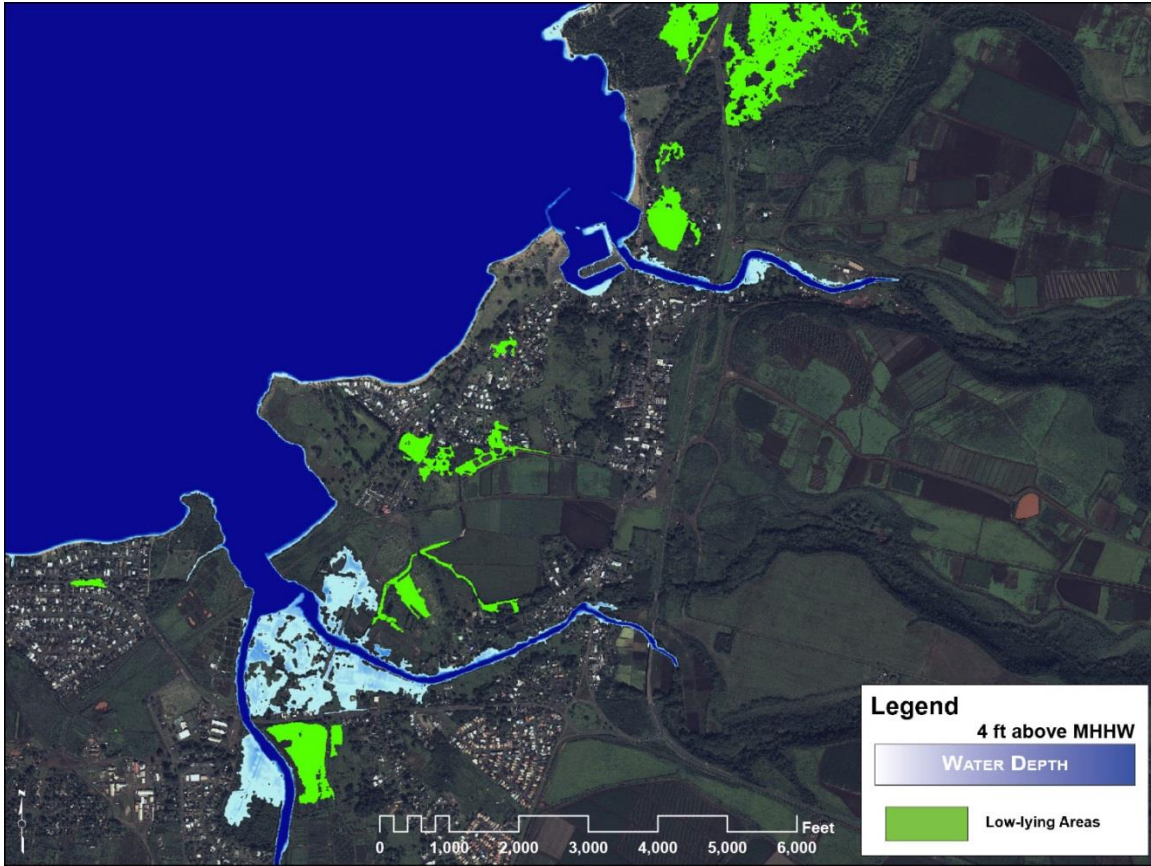 Legend
4 ft above MHHW
WATER DEPTH
Low-lying Areas
N
Feet
0 1,000 2,000 3,000 4,000 5,000 6,000